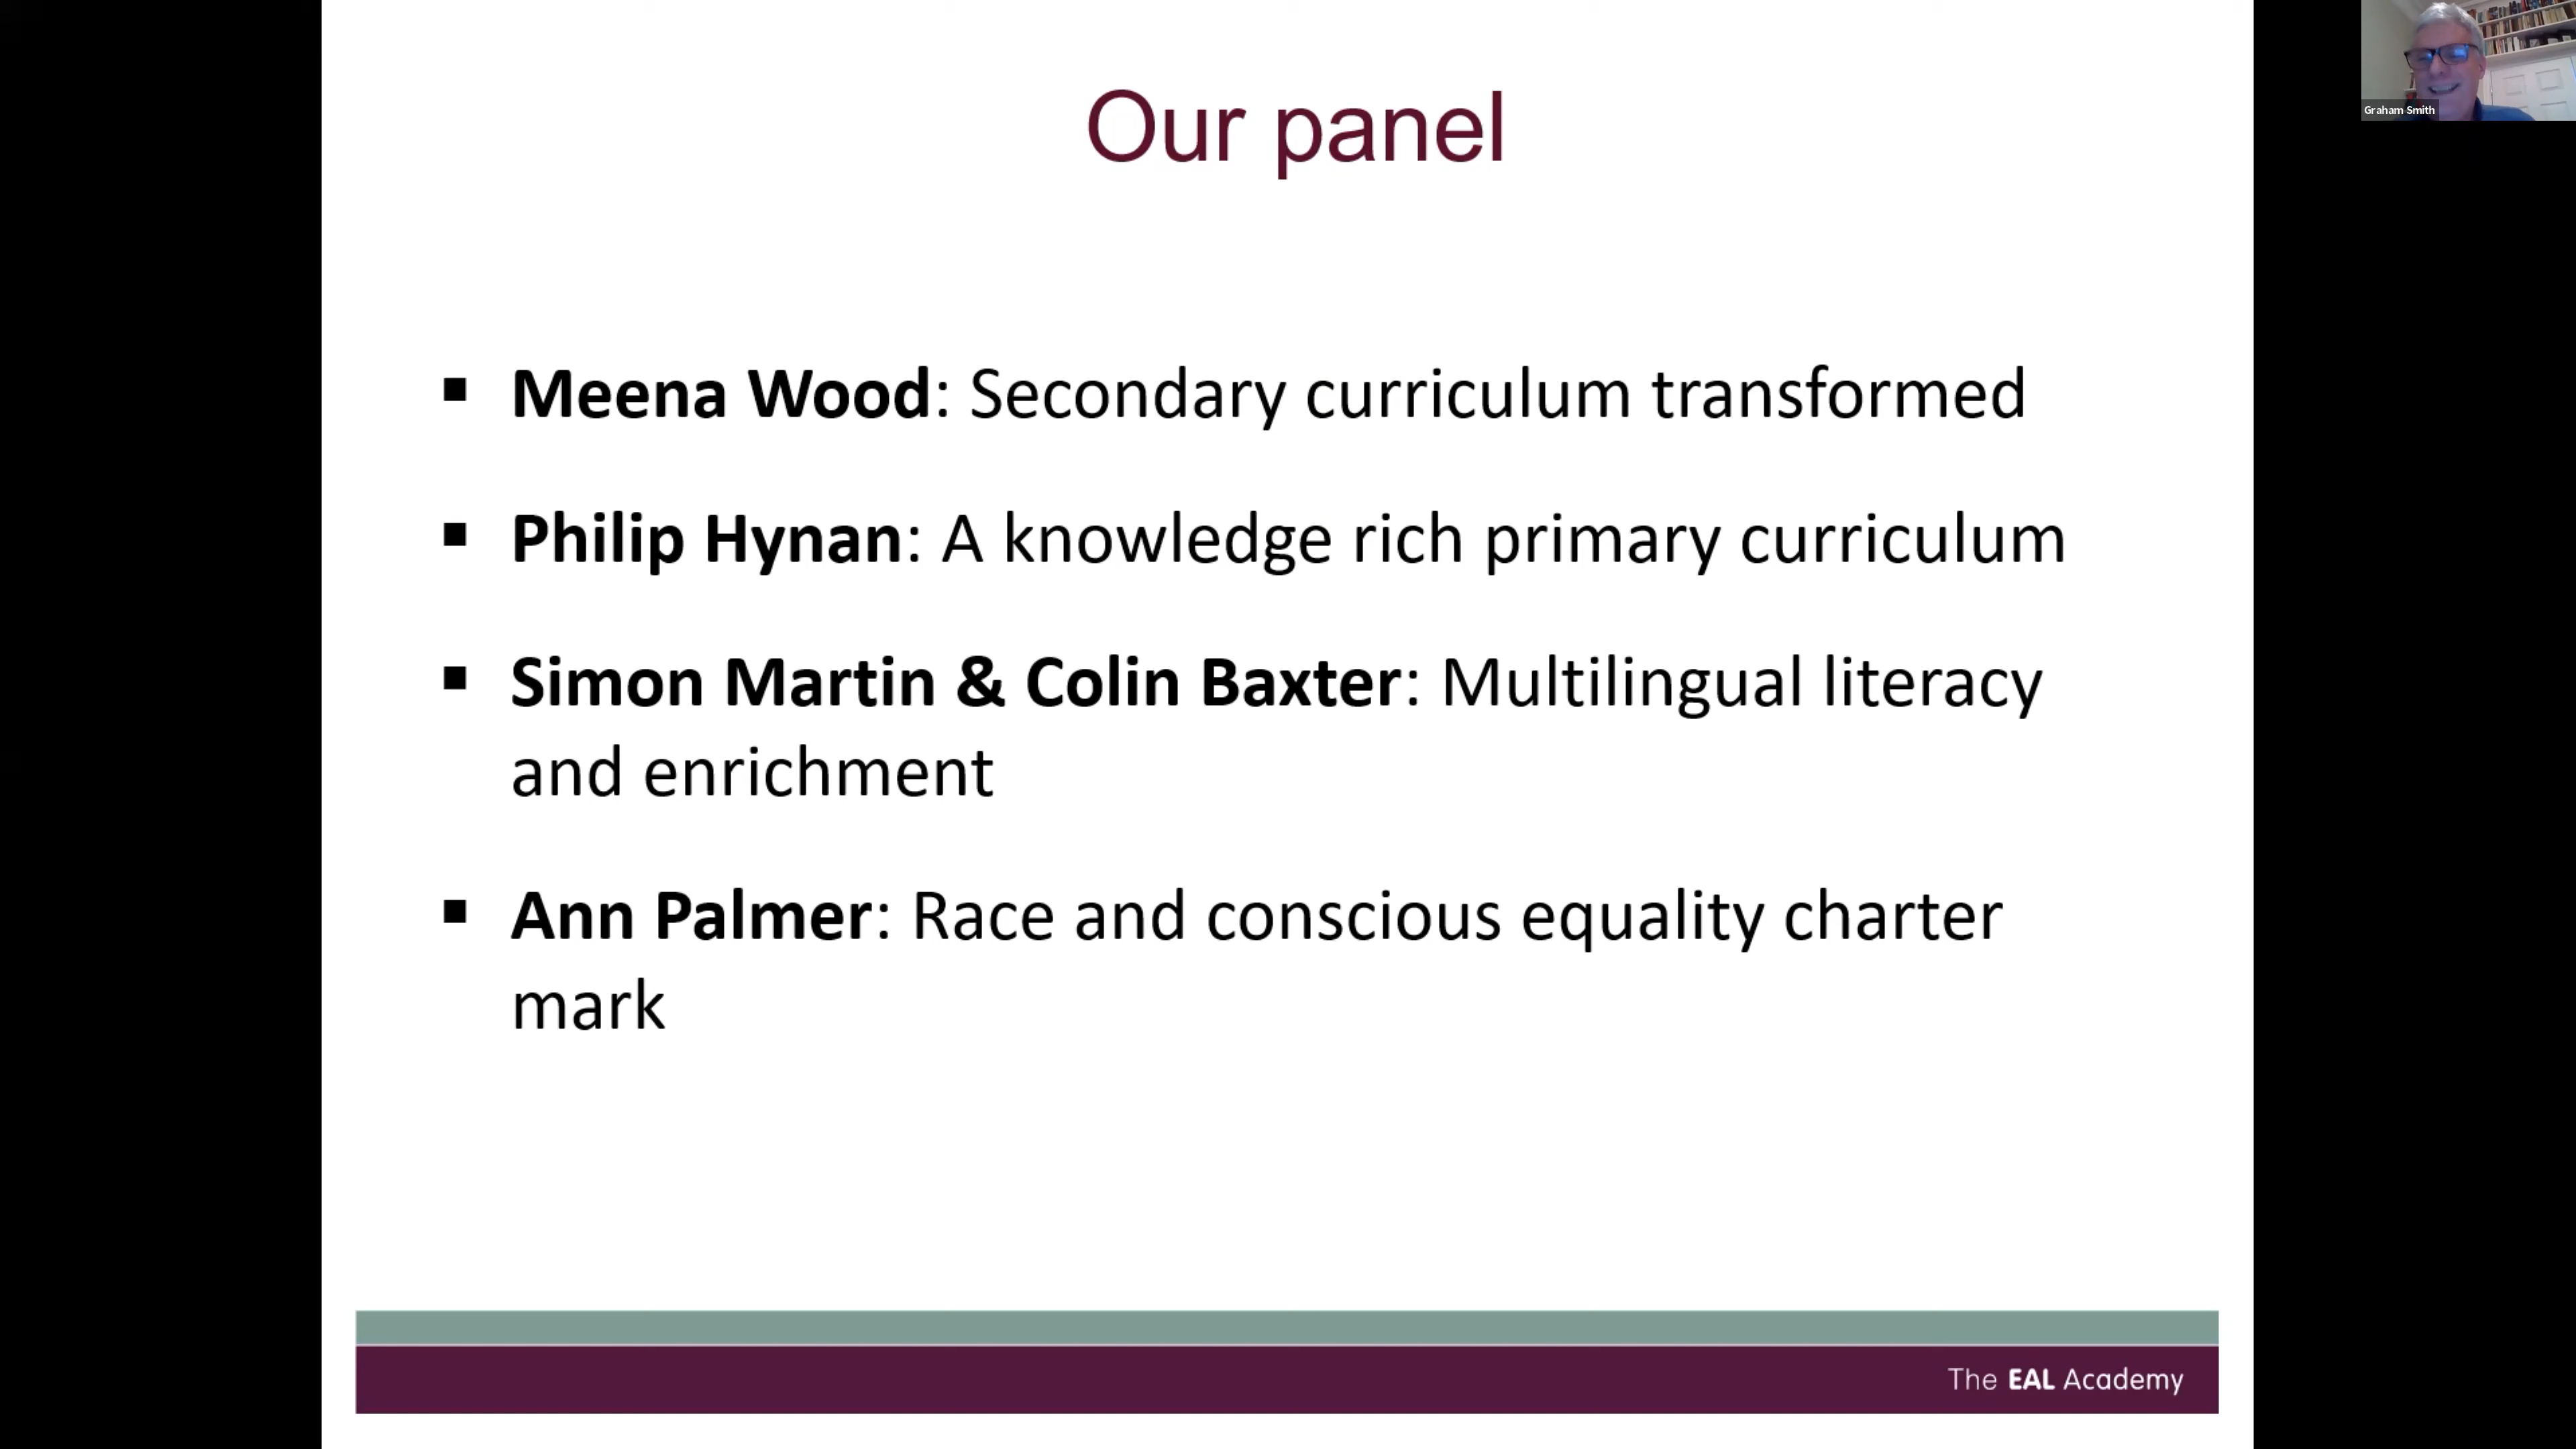 Our panel
Graham Smith
▪ Meena Wood: Secondary curriculum transformed
▪ Philip Hynan: A knowledge rich primary curriculum
▪ Simon Martin & Colin Baxter: Multilingual literacy
and enrichment
▪ Ann Palmer: Race and conscious equality charter
mark
The EAL Academy